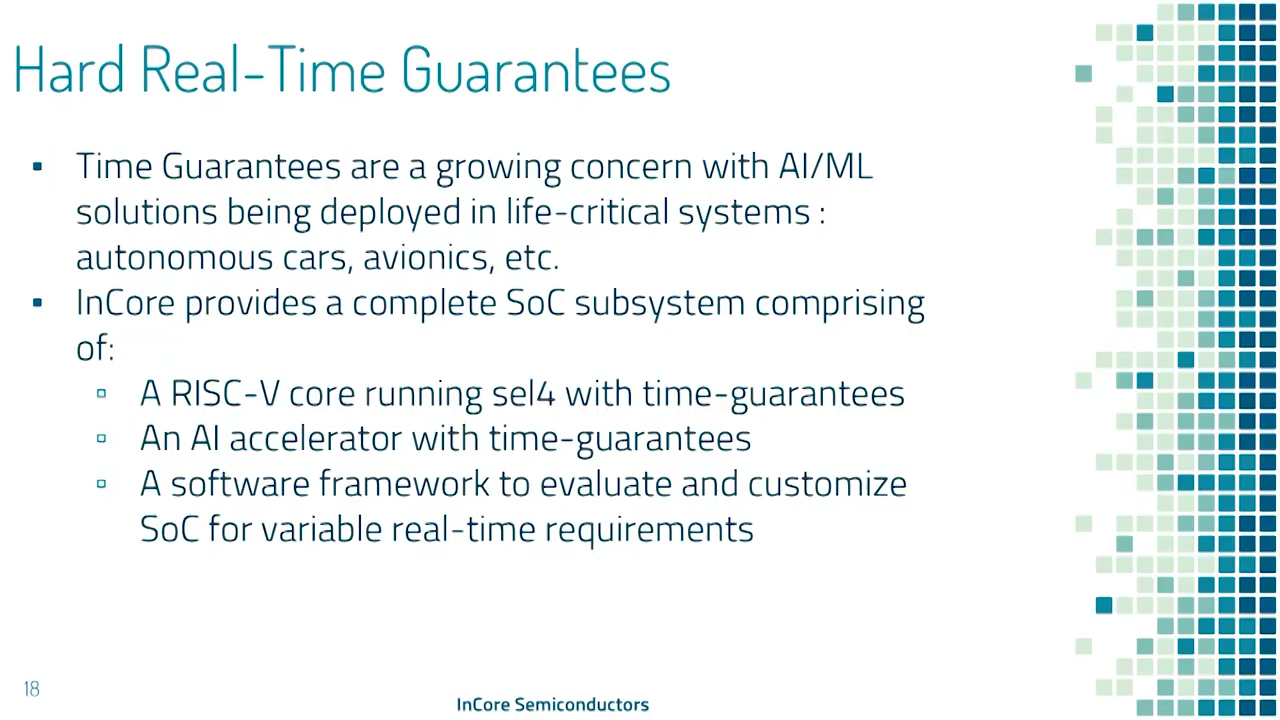 Hard Real-Time Guarantees
▪ Time Guarantees are a growing concern with AI/ML
solutions being deployed in life-critical systems :
autonomous cars, avionics, etc.
▪ InCore provides a complete SoC subsystem comprising
of:
▫ A RISC-V core running sel4 with time-guarantees
▫ An AI accelerator with time-guarantees
▫ A software framework to evaluate and customize
SoC for variable real-time requirements
18
InCore Semiconductors